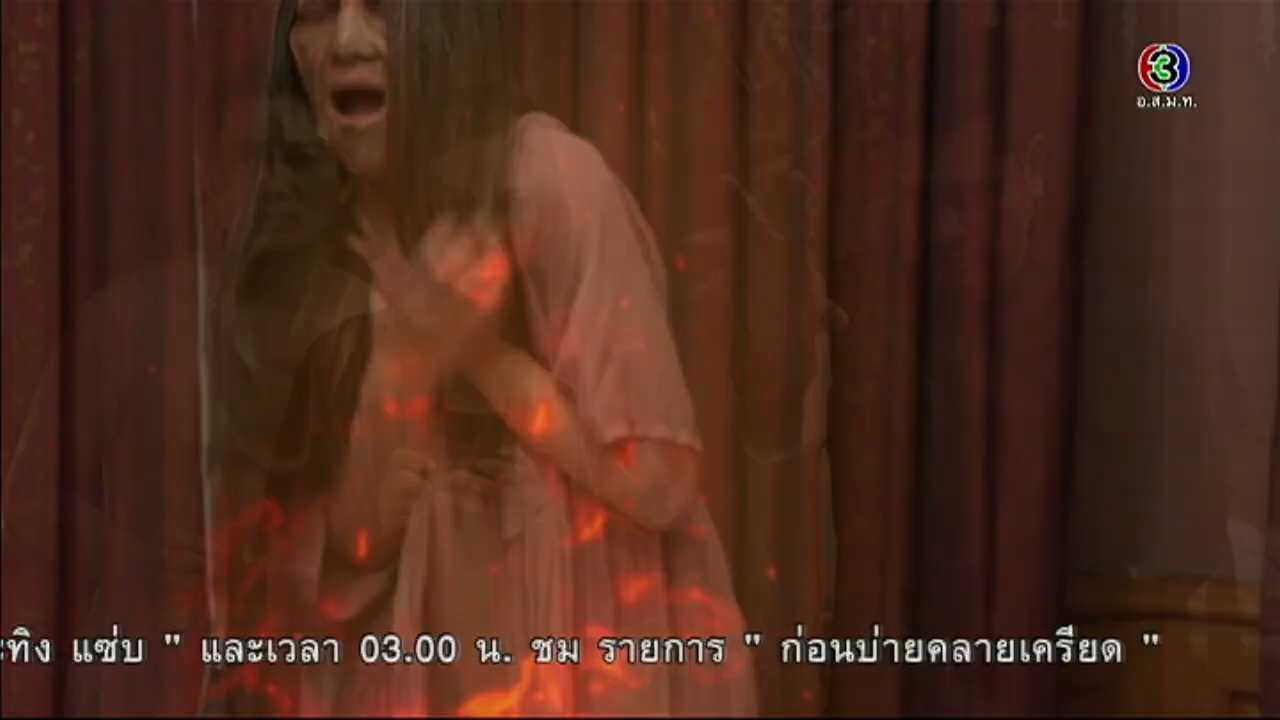 3
อ.ส.ม.ท.
ะทิง แซ่บ " และเวลา 03.00 น. ชม รายการ " ก่อนบ่ายคลายเครียด "